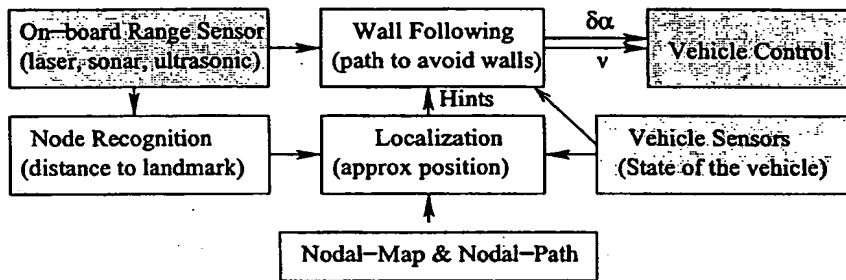 On-board Range Sensor
(laser, sonar, ultrasonic)
Wall Following
(path to avoid walls)
δα
ν
Vehicle Control
Hints
Node Recognition
(distance to landmark)
Localization
(approx position)
Vehicle Sensors
(State of the vehicle)
Nodal-Map & Nodal-Path